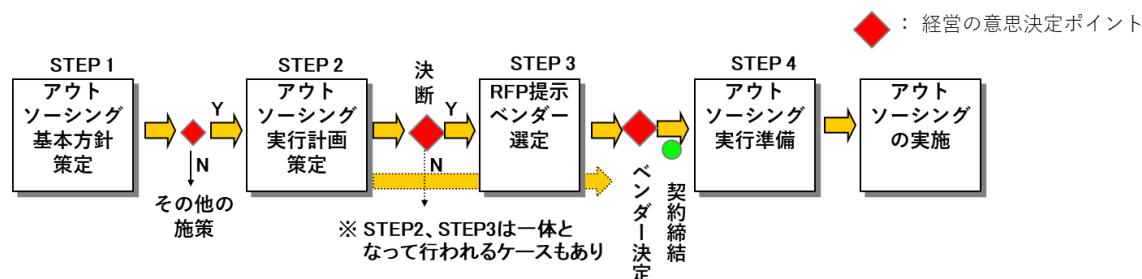 ： 経営の意思決定ポイント
STEP 1
アウト
ソーシング
基本方針
策定
Y
N
その他の
施策
STEP 2
アウト
ソーシング
実行計画
策定
決断
Y
N
※ STEP2、STEP3は一体と
なって行われるケースもあり
STEP 3
RFP提示
ベンダー
選定
ベンダー決定
契約締結
STEP 4
アウト
ソーシング
実行準備
アウト
ソーシング
の実施